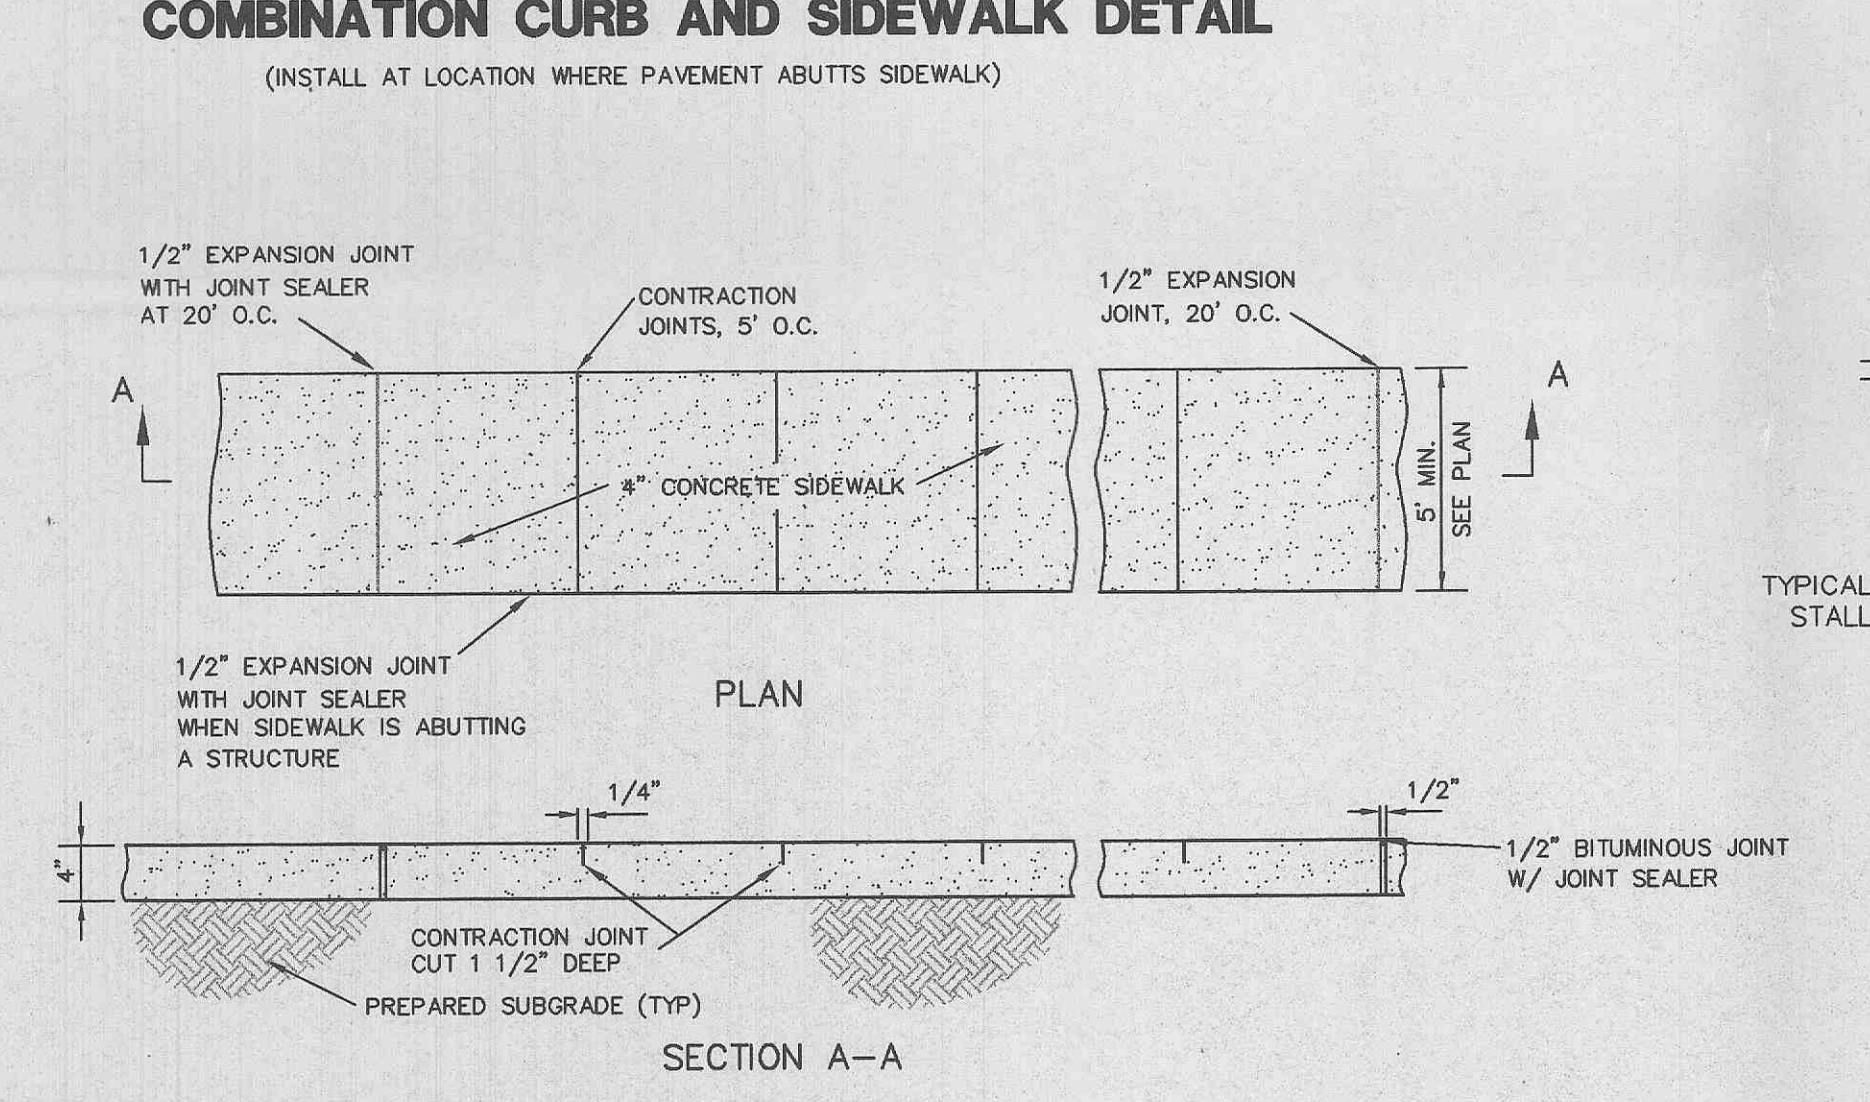 COMBINATION CURB AND SIDEWALK DETAIL
(INSTALL AT LOCATION WHERE PAVEMENT ABUTTS SIDEWALK)
1/2" EXPANSION JOINT
WITH JOINT SEALER
AT 20' O.C.
CONTRACTION
JOINTS, 5' O.C.
1/2" EXPANSION
JOINT, 20' O.C.
A
A
4" CONCRETE SIDEWALK
5' MIN.
SEE PLAN
TYPICAL
STALL
1/2" EXPANSION JOINT
WITH JOINT SEALER
WHEN SIDEWALK IS ABUTTING
A STRUCTURE
PLAN
1/4"
1/2"
4"
1/2" BITUMINOUS JOINT
W/ JOINT SEALER
CONTRACTION JOINT
CUT 1 1/2" DEEP
PREPARED SUBGRADE (TYP)
SECTION A-A